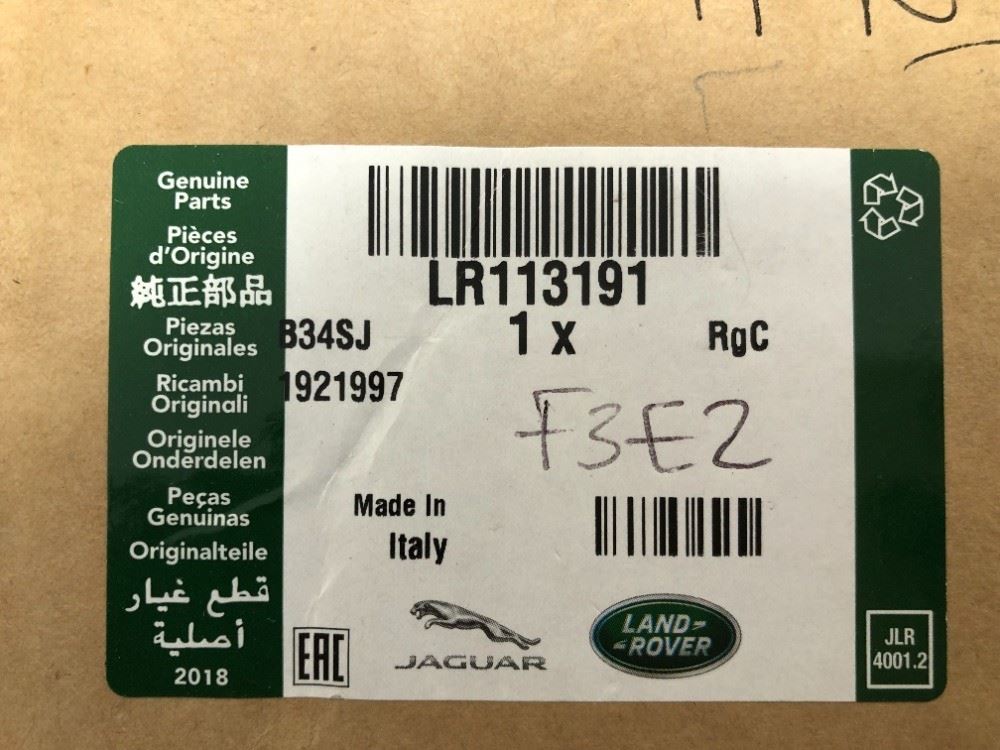 Genuine
Parts
Pièces
d'Origine
純正部品
Piezas
Originales
Ricambi
Originali
Originele
Onderdelen
Peças
Genuinas
Originalteile
قطع غيار
أصلية
2018
LR113191
B34SJ
1 x
RgC
1921997
F3E2
Made In
Italy
EAC
JAGUAR
LAND-
-ROVER
JLR
4001.2